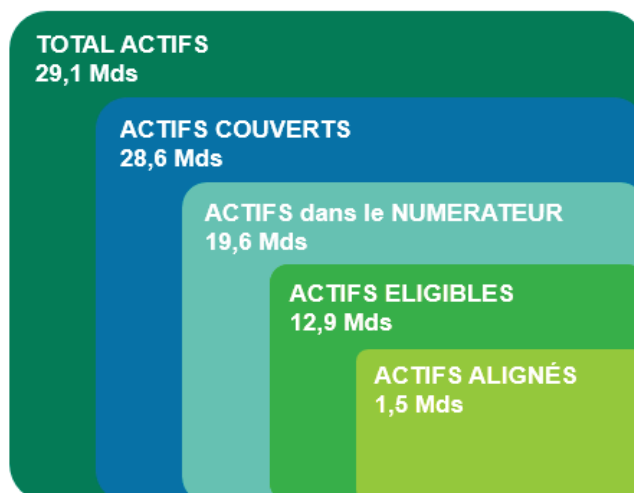 TOTAL ACTIFS
29,1 Mds
ACTIFS COUVERTS
28,6 Mds
ACTIFS dans le NUMERATEUR
19,6 Mds
ACTIFS ELIGIBLES
12,9 Mds
ACTIFS ALIGNÉS
1,5 Mds